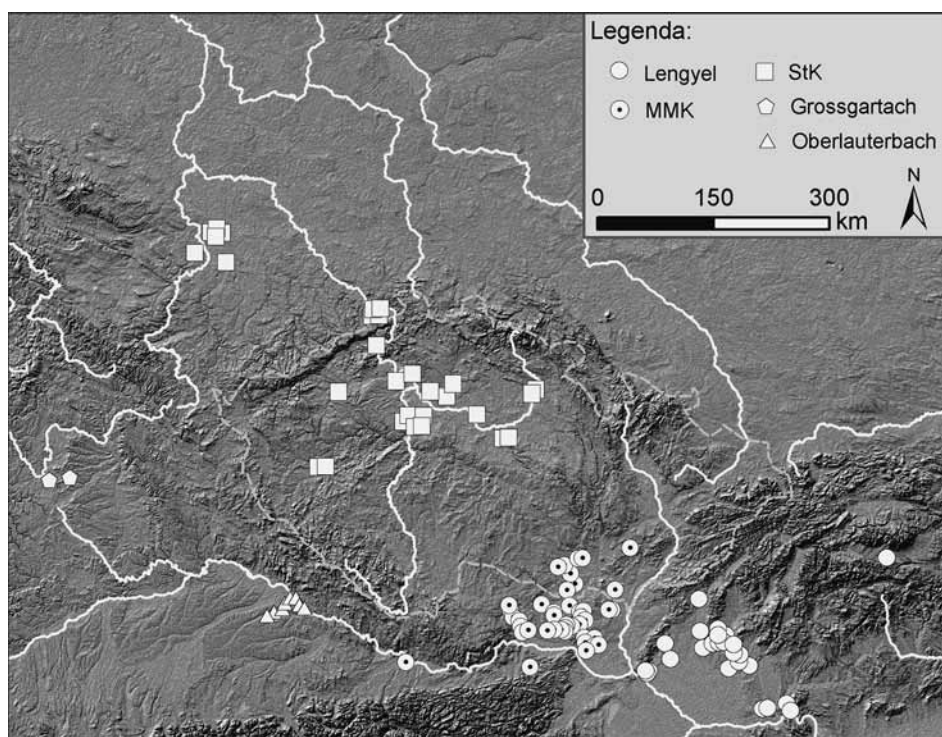 Legenda:
Lengyel
StK
MMK
Grossgartach
Oberlauterbach
N
0 150 300
km